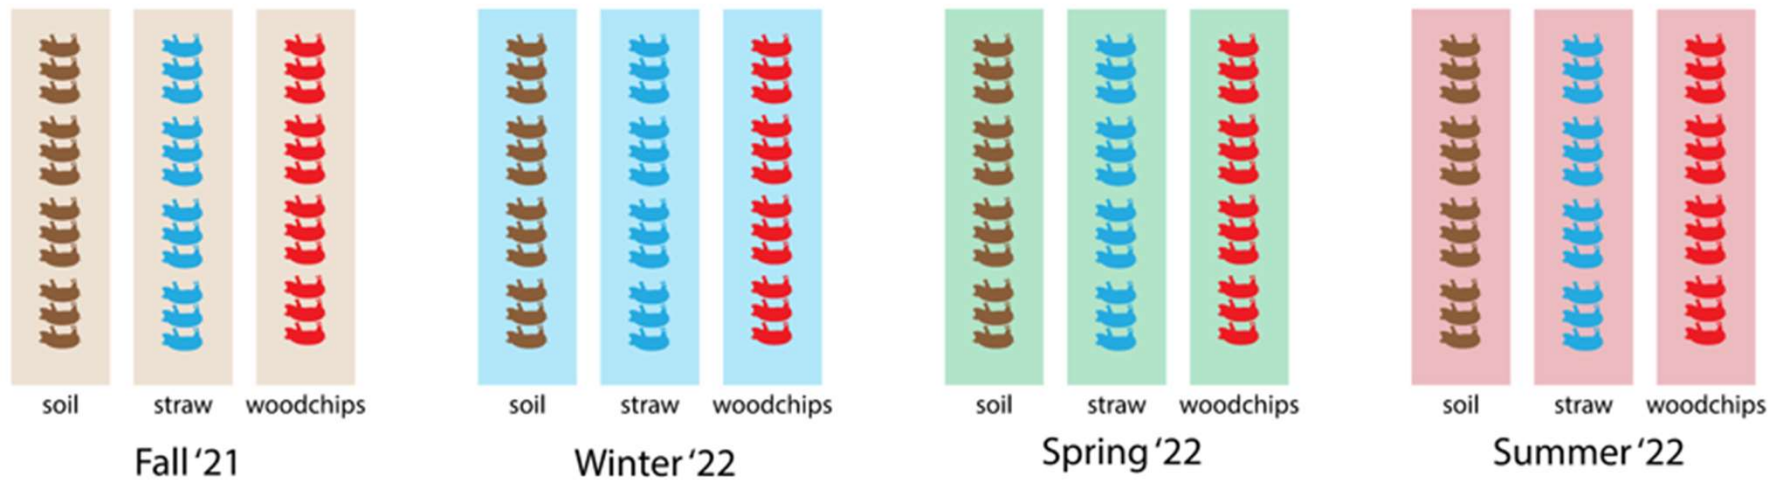 soil straw woodchips
Fall ‘21
soil straw woodchips
Winter ‘22
soil straw woodchips
Spring ‘22
soil straw woodchips
Summer ‘22